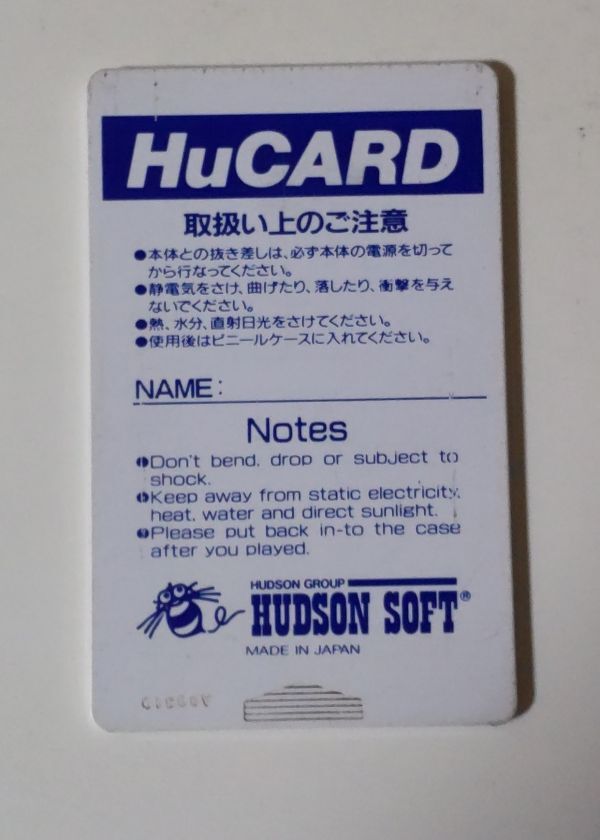 HuCARD
取扱い上のご注意
●本体との抜き差しは、必ず本体の電源を切って
から行なってください。
●静電気をさけ、曲げたり、落したり、衝撃を与え
ないでください。
●熱、水分、直射日光をさけてください。
●使用後はビニールケースに入れてください。
NAME:
Notes
●Don't bend, drop or subject to
shock.
●Keep away from static electricity,
heat, water and direct sunlight.
●Please put back in-to the case
after you played.
HUDSON GROUP
HUDSON SOFT®
MADE IN JAPAN